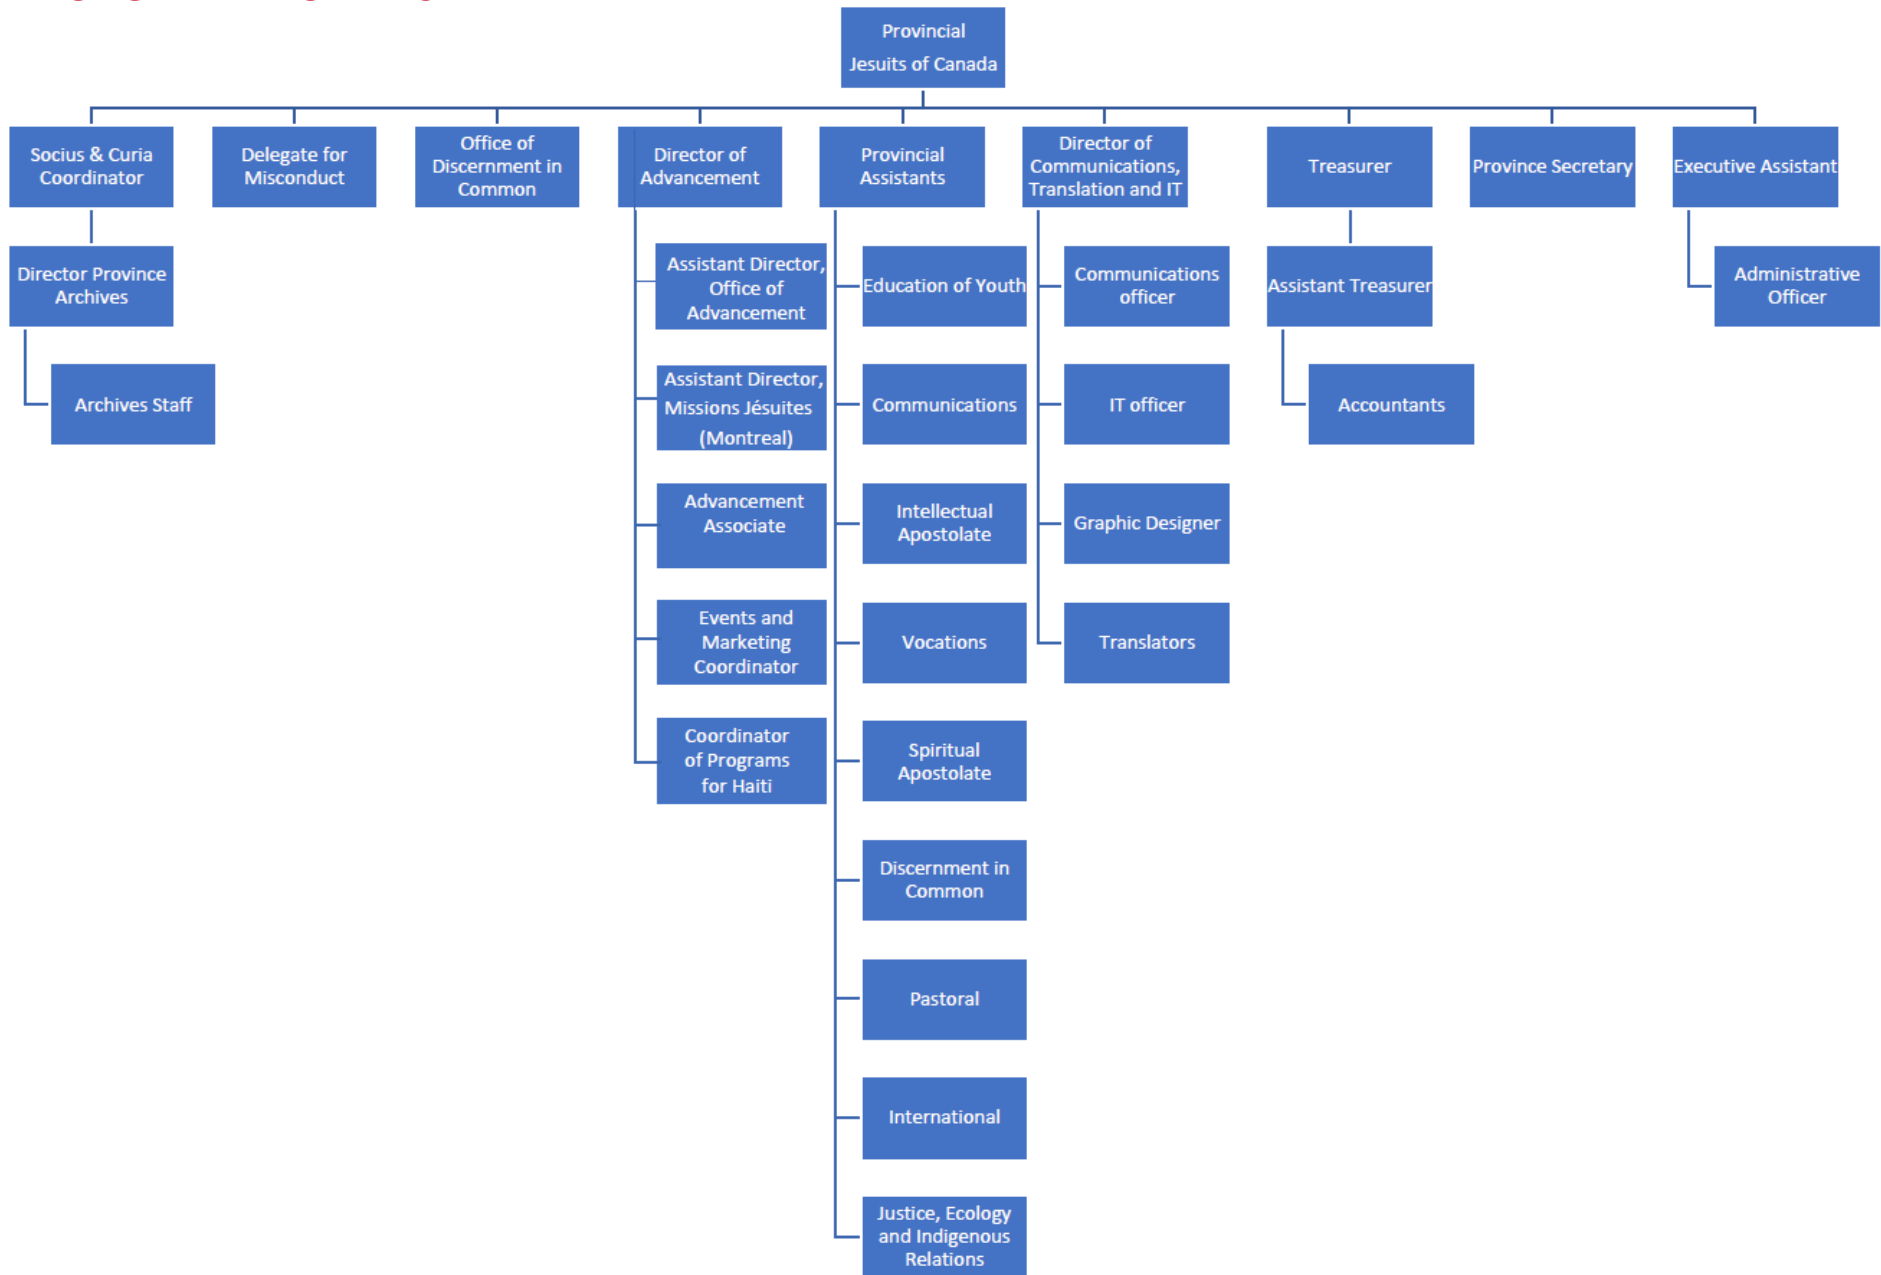 Provincial
Jesuits of Canada
Socius & Curia
Coordinator
Delegate for
Misconduct
Office of
Discernment in
Common
Director of
Advancement
Provincial
Assistants
Director of
Communications,
Translation and IT
Treasurer
Province Secretary
Executive Assistant
Director Province
Archives
Archives Staff
Assistant Director,
Office of
Advancement
Assistant Director,
Missions Jésuites
(Montreal)
Advancement
Associate
Events and
Marketing
Coordinator
Coordinator
of Programs
for Haiti
Education of Youth
Communications
Intellectual
Apostolate
Vocations
Spiritual
Apostolate
Discernment in
Common
Pastoral
International
Justice, Ecology
and Indigenous
Relations
Communications
officer
IT officer
Graphic Designer
Translators
Assistant Treasurer
Accountants
Administrative
Officer